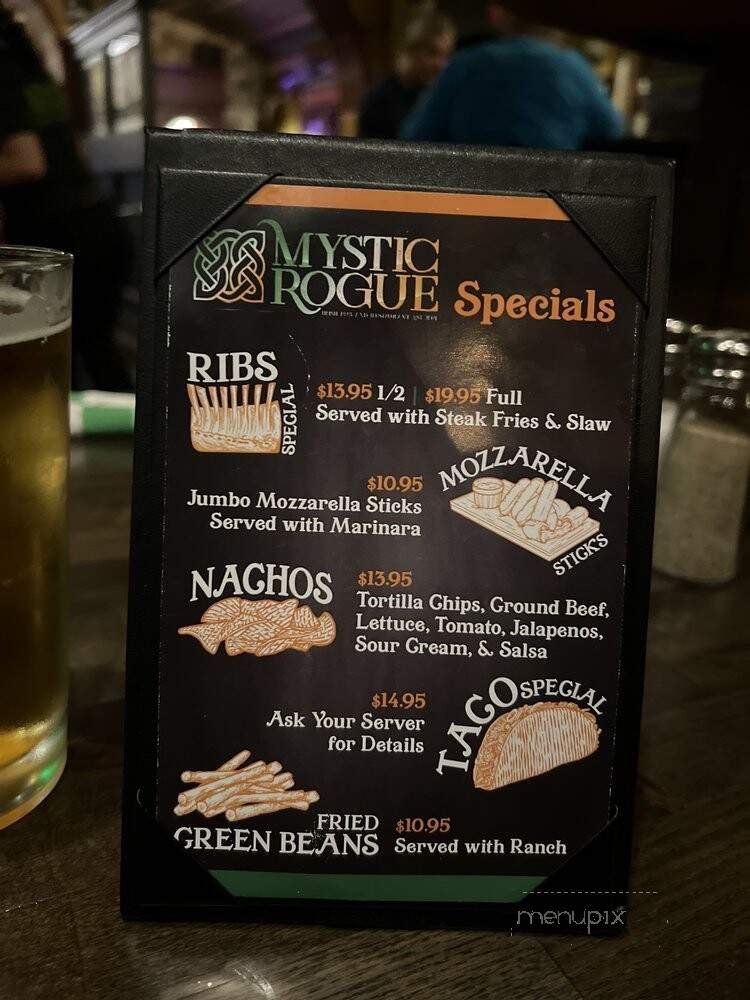 MYSTIC
ROGUE
Specials
RIBS
SPECIAL
$13.95 1/2 | $19.95 Full
Served with Steak Fries & Slaw
MOZZARELLA
STICKS
$10.95
Jumbo Mozzarella Sticks
Served with Marinara
NACHOS
$13.95
Tortilla Chips, Ground Beef,
Lettuce, Tomato, Jalapenos,
Sour Cream, & Salsa
TACO SPECIAL
$14.95
Ask Your Server
for Details
FRIED
GREEN BEANS
$10.95
Served with Ranch
menupix